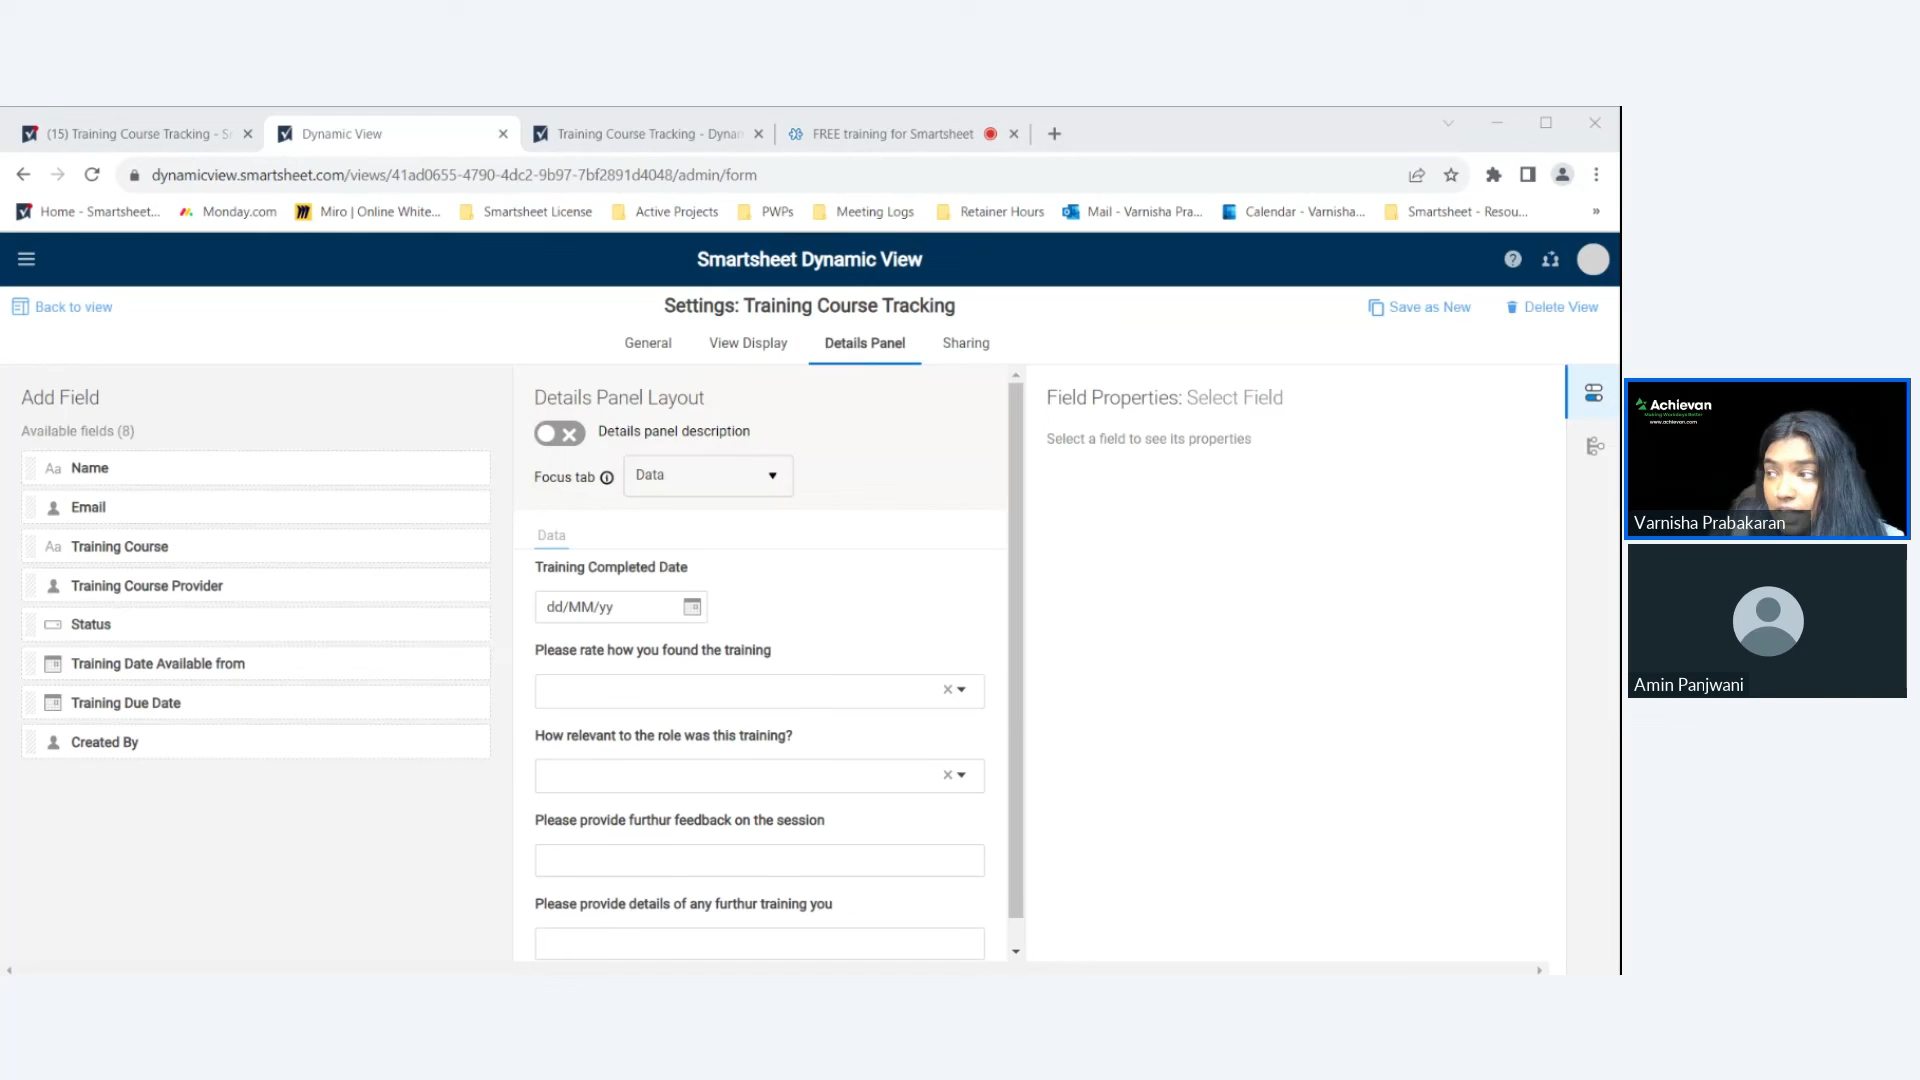 (15) Training Course Tracking - S
Dynamic View
Training Course Tracking - Dynan
FREE training for Smartsheet
dynamicview.smartsheet.com/views/41ad0655-4790-4dc2-9b97-7bf2891d4048/admin/form
Home - Smartsheet...
Monday.com
Miro | Online White...
Smartsheet License
Active Projects
PWPs
Meeting Logs
Retainer Hours
Mail - Varnisha Pra...
Calendar - Varnisha...
Smartsheet - Resou...
»
Smartsheet Dynamic View
Back to view
Settings: Training Course Tracking
Save as New
Delete View
General
View Display
Details Panel
Sharing
Add Field
Available fields (8)
Aa Name
Email
Aa Training Course
Training Course Provider
Status
Training Date Available from
Training Due Date
Created By
Details Panel Layout
Details panel description
Focus tab
Data
Data
Training Completed Date
dd/MM/yy
Please rate how you found the training
How relevant to the role was this training?
Please provide furthur feedback on the session
Please provide details of any furthur training you
Field Properties: Select Field
Select a field to see its properties
Achievan
Making Workdays Better
www.achievan.com
Varnisha Prabakaran
Amin Panjwani